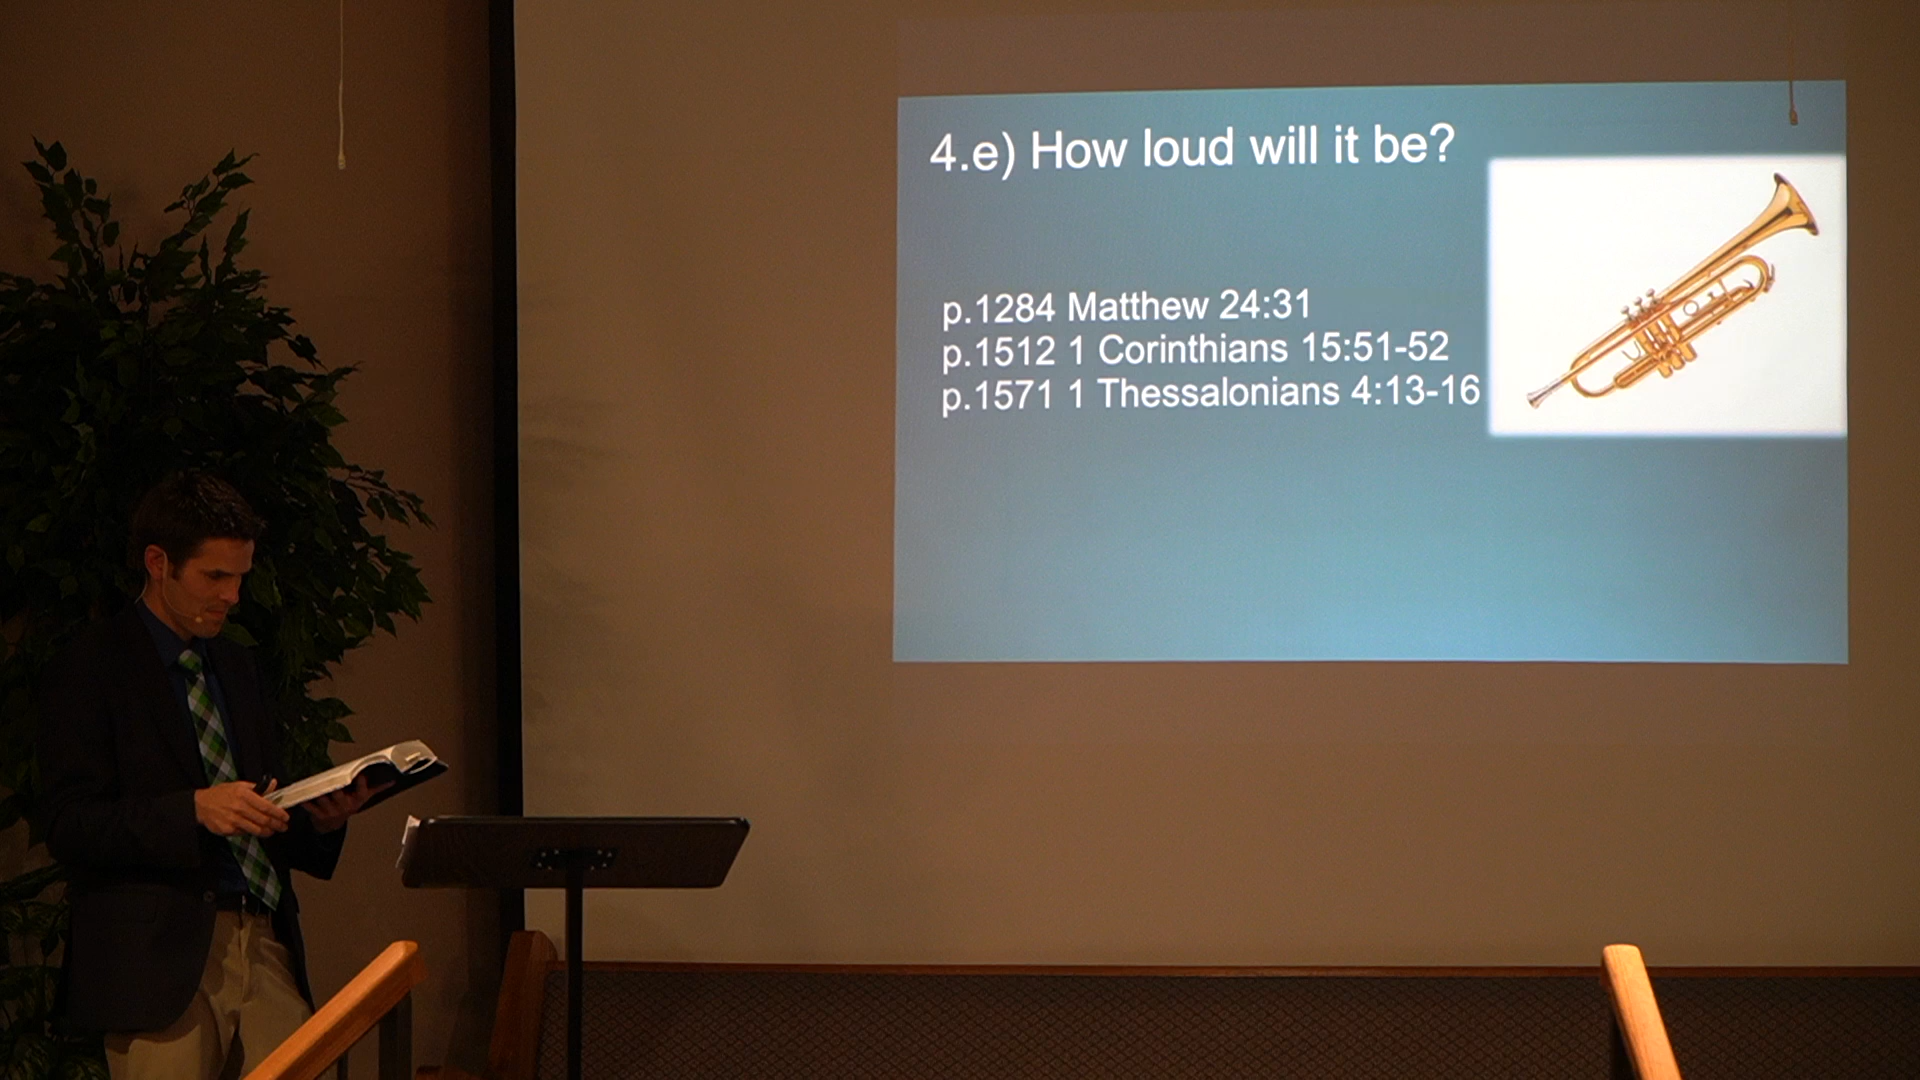 4.e) How loud will it be?
p.1284 Matthew 24:31
p.1512 1 Corinthians 15:51-52
p.1571 1 Thessalonians 4:13-16